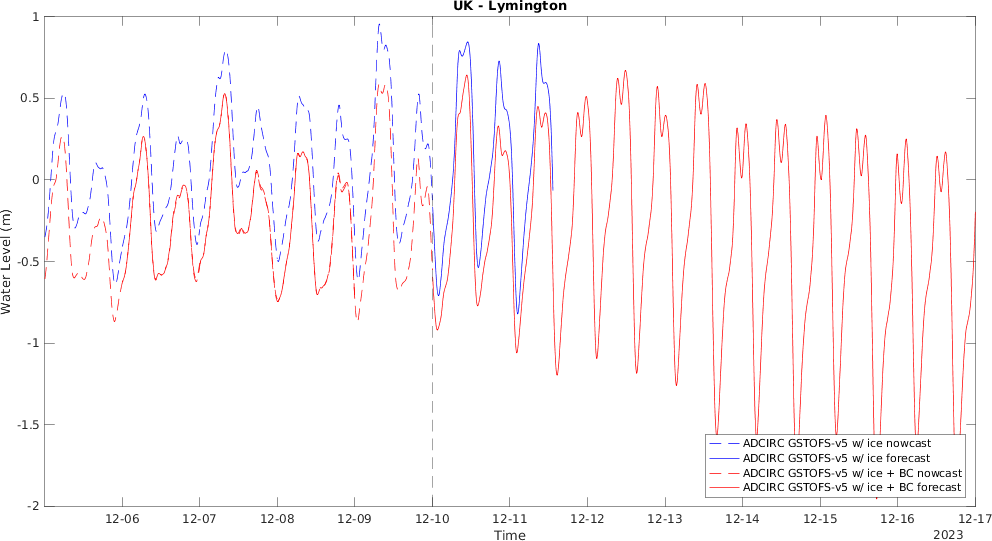 UK - Lymington
Water Level (m)
1
0.5
0
-0.5
-1
-1.5
-2
ADCIRC GSTOFS-v5 w/ ice nowcast
ADCIRC GSTOFS-v5 w/ ice forecast
ADCIRC GSTOFS-v5 w/ ice + BC nowcast
ADCIRC GSTOFS-v5 w/ ice + BC forecast
12-06 12-07 12-08 12-09 12-10 12-11 12-12 12-13 12-14 12-15 12-16 12-17
Time
2023